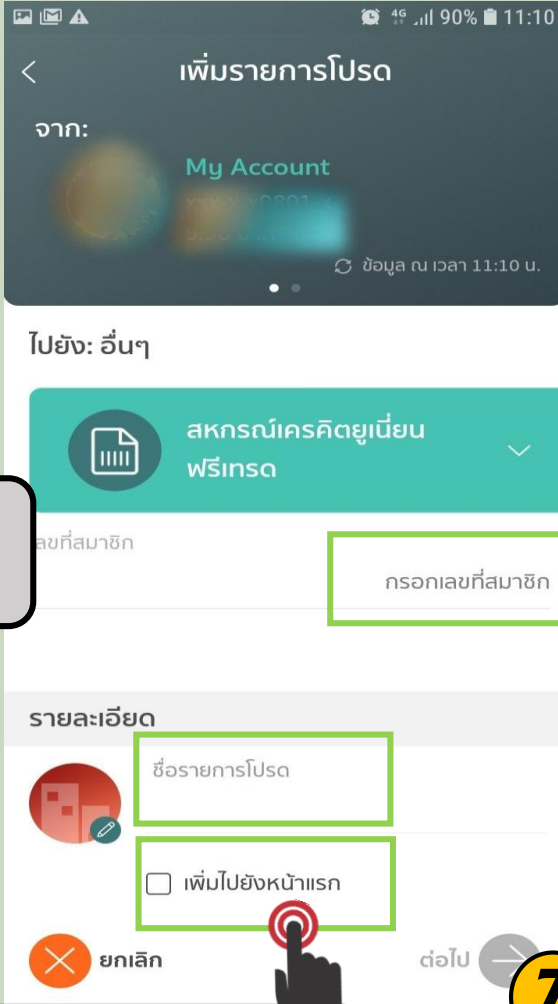 4G 90% 11:10
เพิ่มรายการโปรด
จาก:
My Account
ข้อมูล ณ เวลา 11:10 น.
ไปยัง: อื่นๆ
สหกรณ์เครคิตยูเนี่ยน
ฟรีเทรด
ลขที่สมาชิก
กรอกเลขที่สมาชิก
รายละเอียด
ชื่อรายการโปรด
เพิ่มไปยังหน้าแรก
ยกเลิก
ต่อไป
7